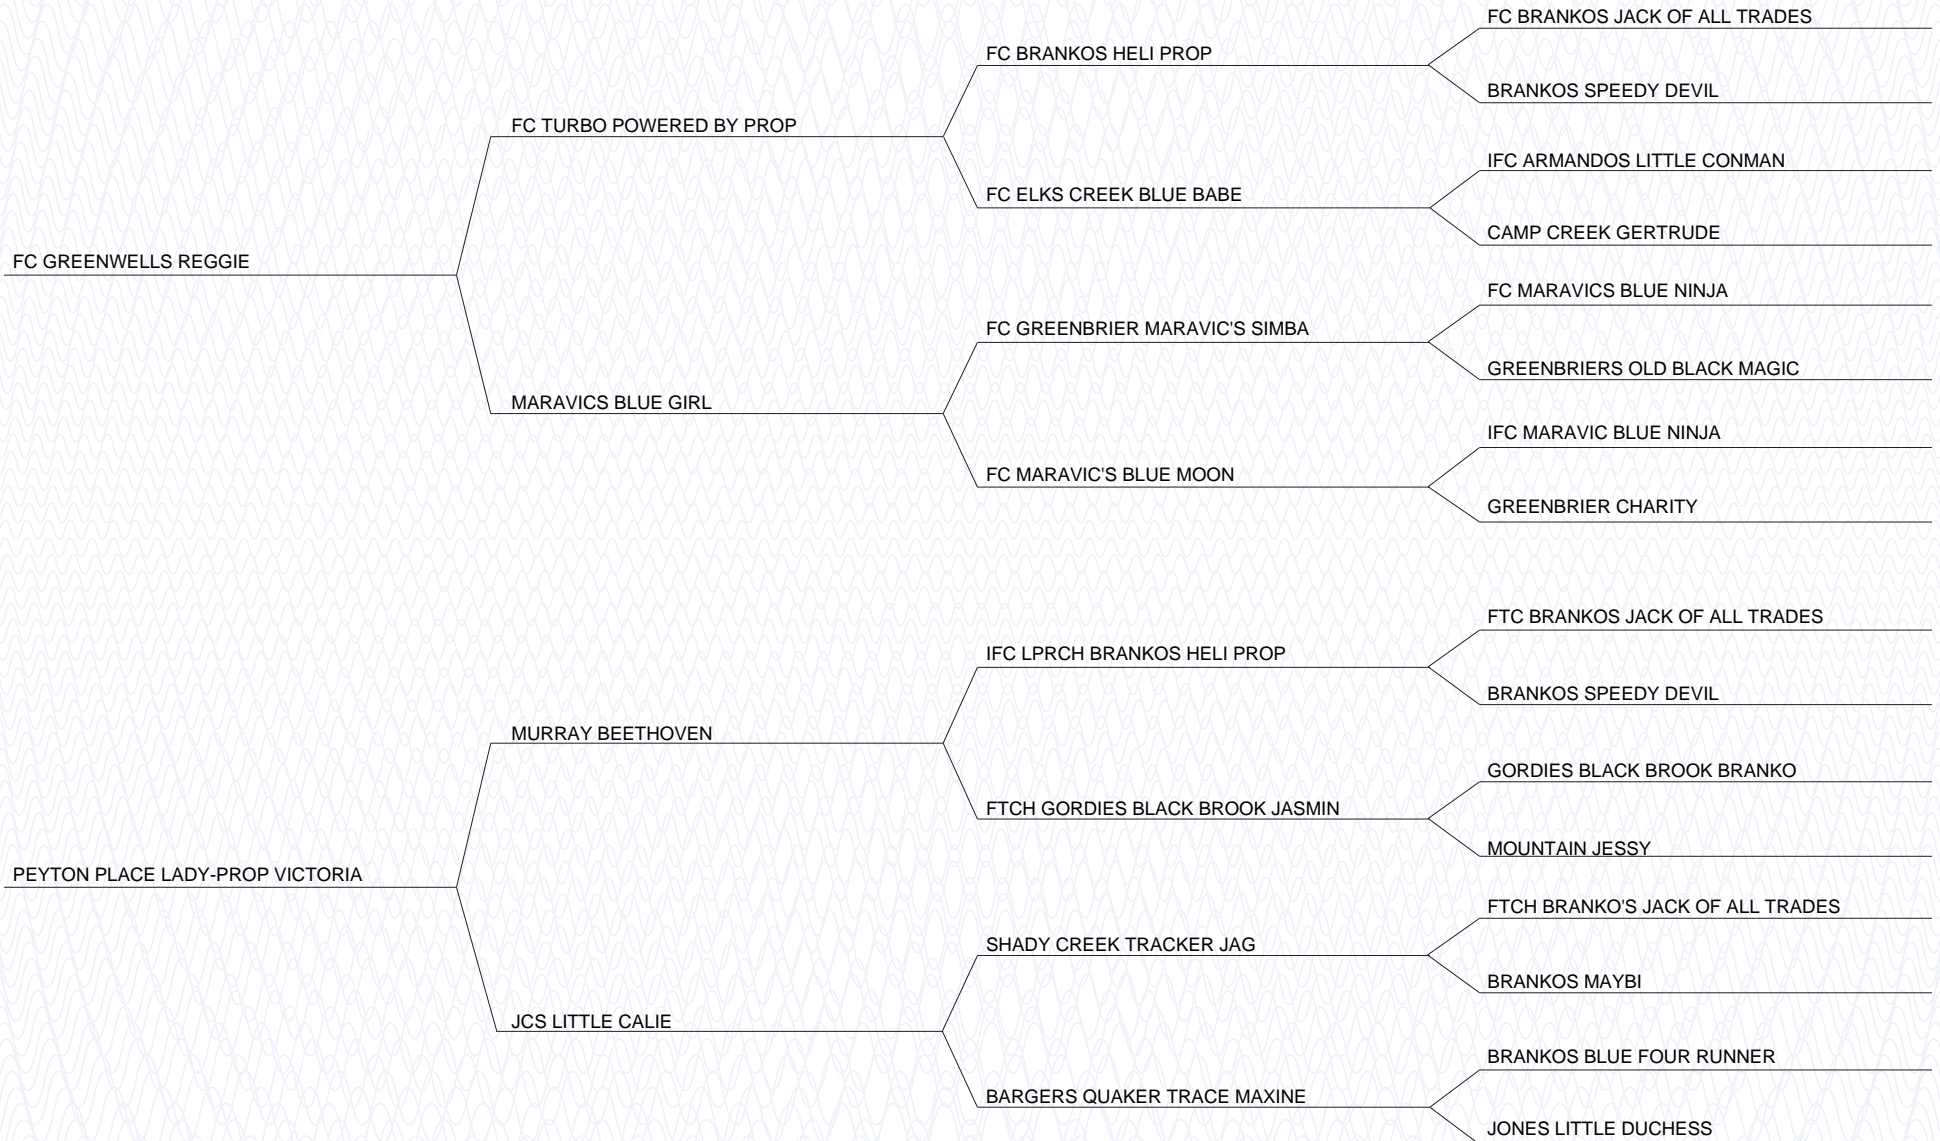 FC BRANKOS JACK OF ALL TRADES
FC BRANKOS HELI PROP
BRANKOS SPEEDY DEVIL
FC TURBO POWERED BY PROP
IFC ARMANDOS LITTLE CONMAN
FC ELKS CREEK BLUE BABE
CAMP CREEK GERTRUDE
FC GREENWELLS REGGIE
FC MARAVICS BLUE NINJA
FC GREENBRIER MARAVIC'S SIMBA
GREENBRIERS OLD BLACK MAGIC
MARAVICS BLUE GIRL
IFC MARAVIC BLUE NINJA
FC MARAVIC'S BLUE MOON
GREENBRIER CHARITY
FTC BRANKOS JACK OF ALL TRADES
IFC LPRCH BRANKOS HELI PROP
BRANKOS SPEEDY DEVIL
MURRAY BEETHOVEN
GORDIES BLACK BROOK BRANKO
FTCH GORDIES BLACK BROOK JASMIN
MOUNTAIN JESSY
PEYTON PLACE LADY-PROP VICTORIA
FTCH BRANKO'S JACK OF ALL TRADES
SHADY CREEK TRACKER JAG
BRANKOS MAYBI
JCS LITTLE CALIE
BRANKOS BLUE FOUR RUNNER
BARGERS QUAKER TRACE MAXINE
JONES LITTLE DUCHESS